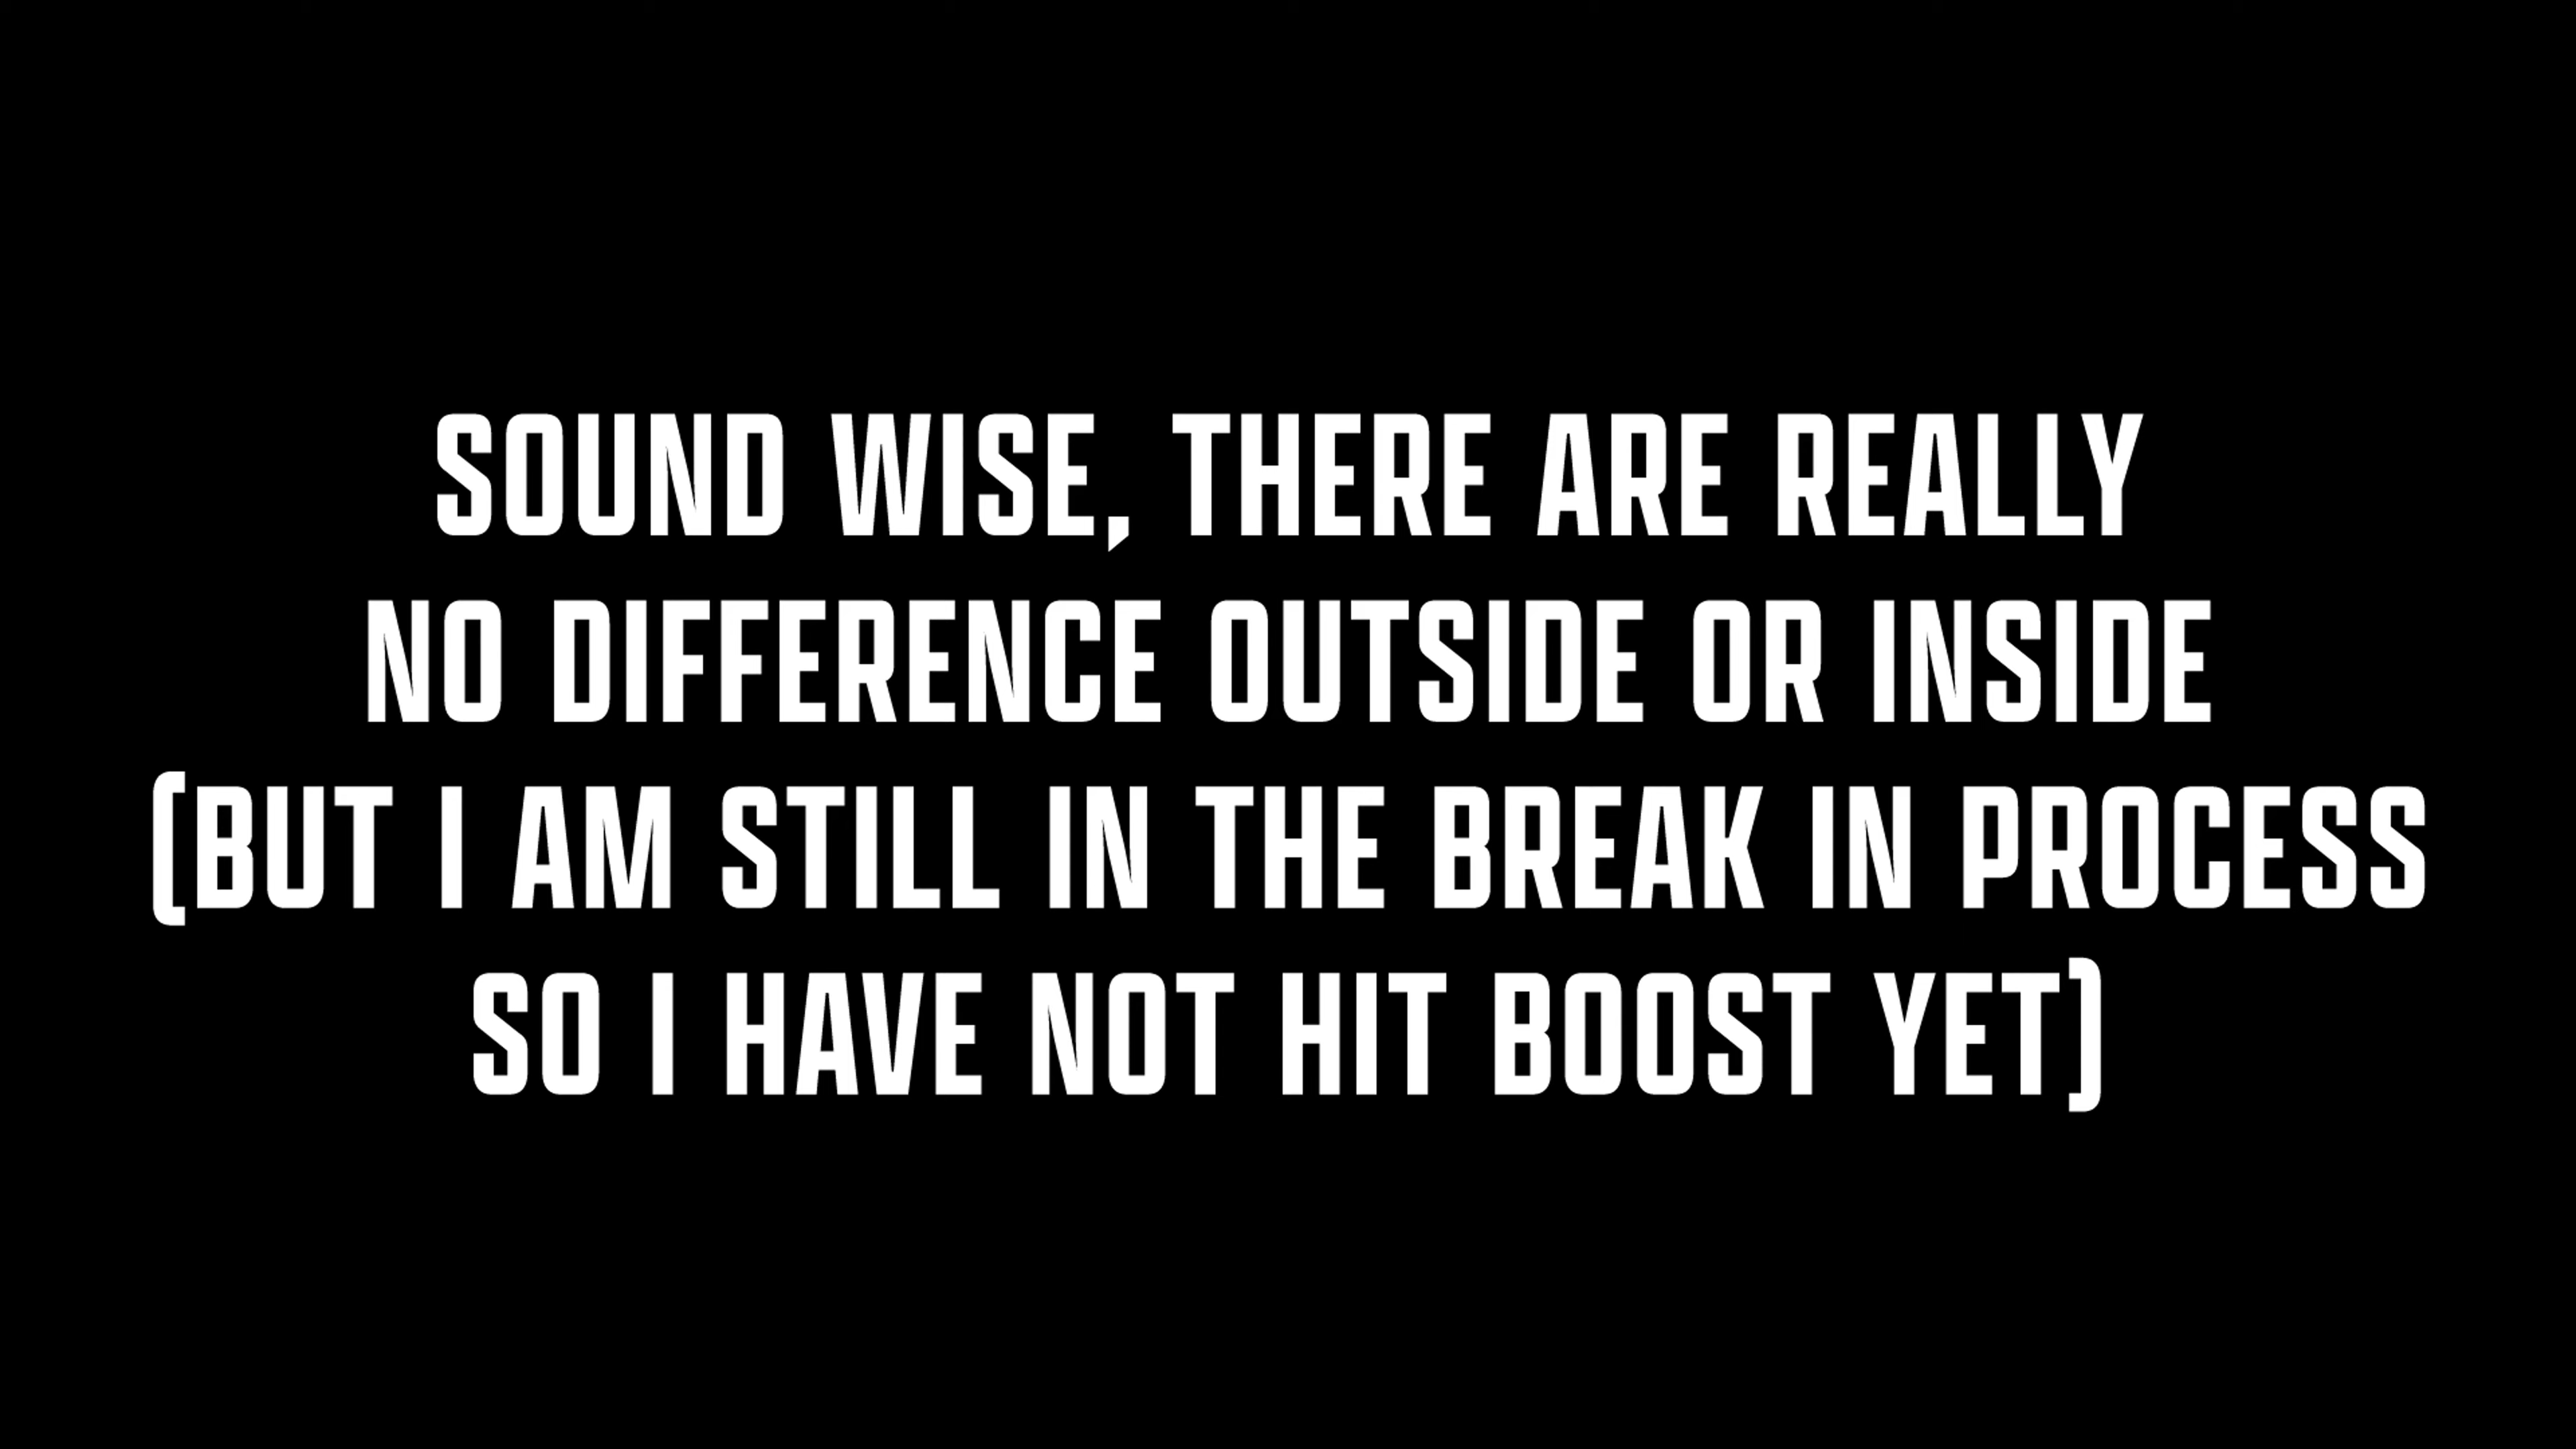 SOUND WISE, THERE ARE REALLY
NO DIFFERENCE OUTSIDE OR INSIDE
(BUT I AM STILL IN THE BREAK IN PROCESS
SO I HAVE NOT HIT BOOST YET)